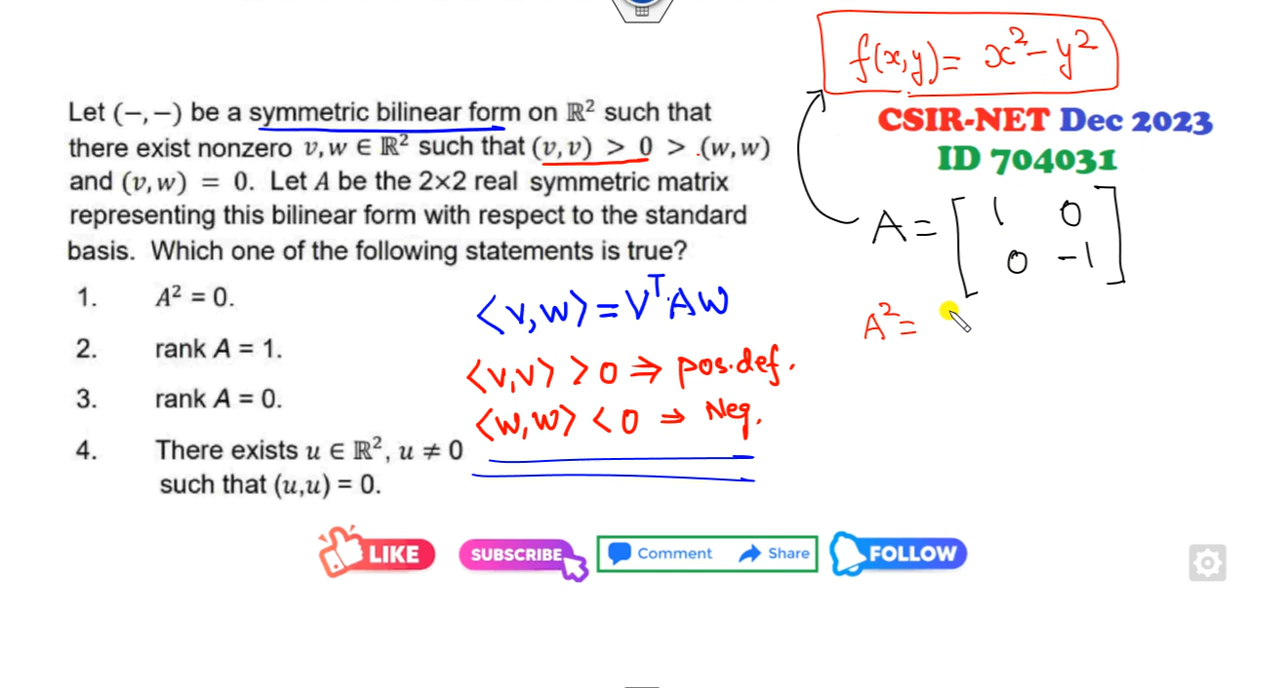 f(x,y) = x² - y²
Let (−,−) be a symmetric bilinear form on ℝ² such that
there exist nonzero v, w ∈ ℝ² such that (v, v) > 0 > .(w, w)
and (v, w) = 0. Let A be the 2×2 real symmetric matrix
representing this bilinear form with respect to the standard
basis. Which one of the following statements is true?
CSIR-NET Dec 2023
ID 704031
A = [ 1 0
0 -1 ]
1. A² = 0.
2. rank A = 1.
3. rank A = 0.
4. There exists u ∈ ℝ², u ≠ 0
such that (u,u) = 0.
<v,w> = V^T A w
<v,v> > 0 ⇒ pos.def.
<w,w> < 0 ⇒ Neg.
A² =
LIKE
SUBSCRIBE
Comment
Share
FOLLOW